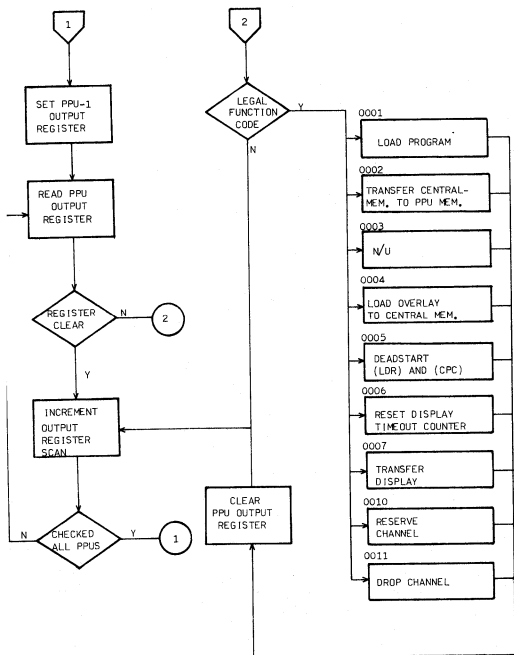 1
SET PPU-1
OUTPUT
REGISTER
READ PPU
OUTPUT
REGISTER
REGISTER
CLEAR
N
2
Y
INCREMENT
OUTPUT
REGISTER
SCAN
N
CHECKED
ALL PPUS
Y
1
2
LEGAL
FUNCTION
CODE
Y
N
CLEAR
PPU OUTPUT
REGISTER
0001
LOAD PROGRAM
0002
TRANSFER CENTRAL-
MEM. TO PPU MEM.
0003
N/U
0004
LOAD OVERLAY
TO CENTRAL MEM.
0005
DEADSTART
(LDR) AND (CPC)
0006
RESET DISPLAY
TIMEOUT COUNTER
0007
TRANSFER
DISPLAY
0010
RESERVE
CHANNEL
0011
DROP CHANNEL